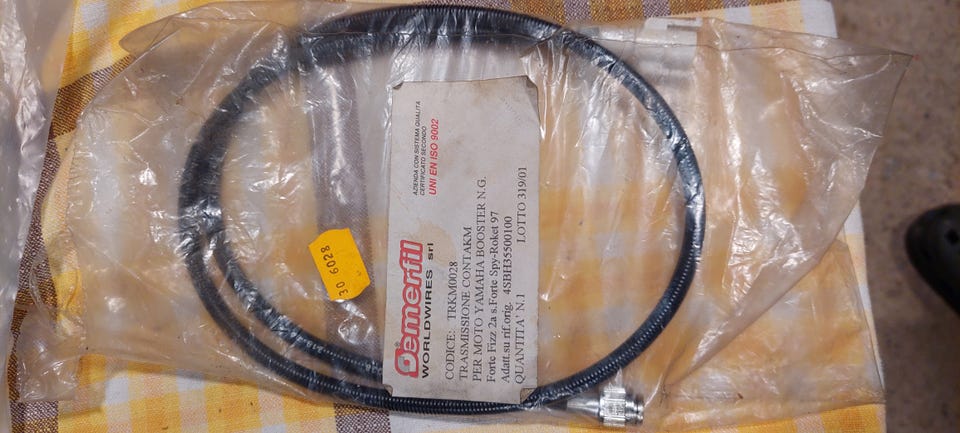 Demerfil
WORLDWIRES srl
AZIENDA CON SISTEMA QUALITÀ
CERTIFICATO SECONDO
UNI EN ISO 9002
CODICE: TRKM0028
TRASMISSIONE CONTAKM
PER MOTO YAMAHA BOOSTER N.G.
Forte Fizz 2a s.Forte Spy-Roket 97
Adatt.su rif.orig. 4SBH35500100
QUANTITA' N.1 LOTTO 319/01
30 6028